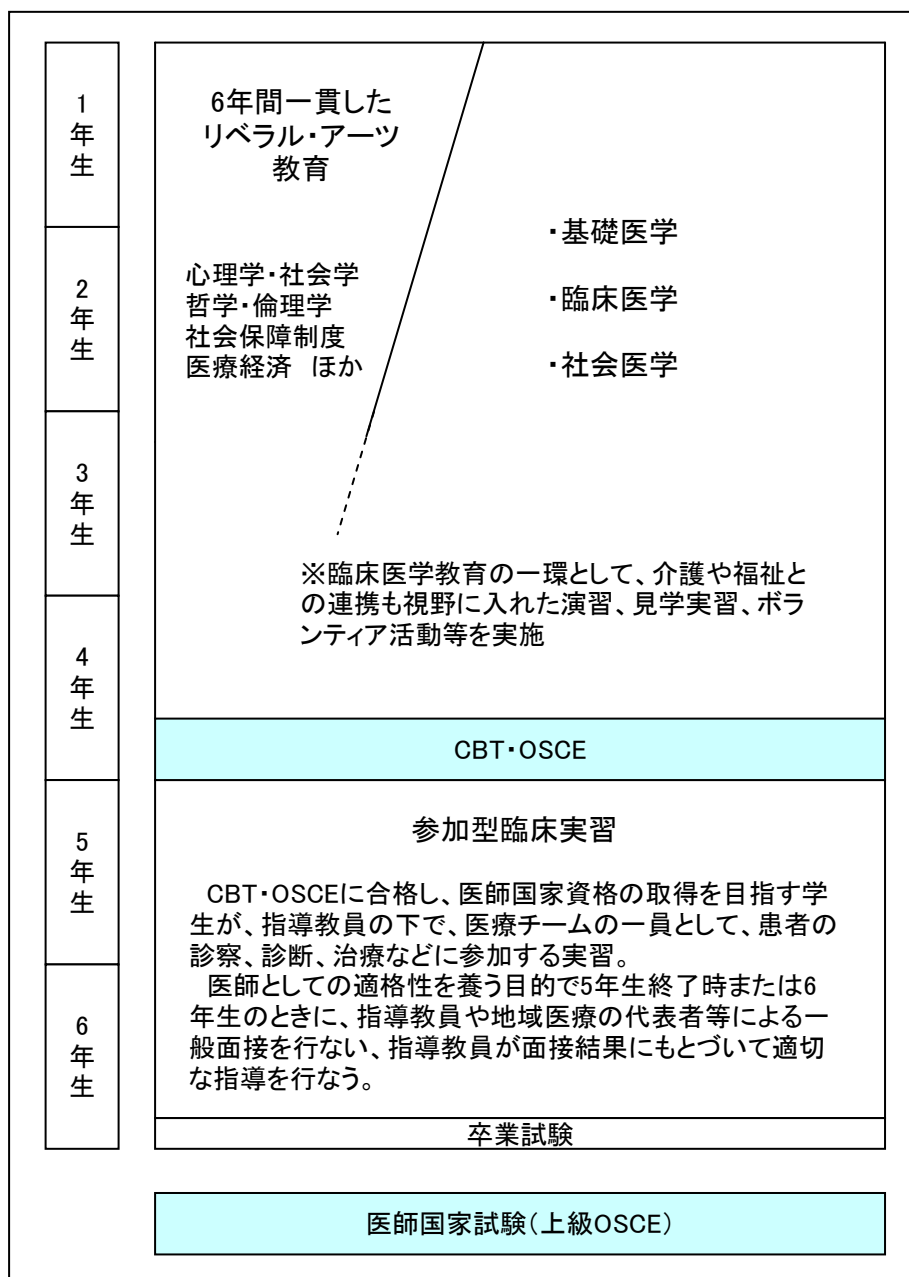 1年生
6年間一貫した
リベラル・アーツ
教育
・基礎医学
2年生
心理学・社会学
哲学・倫理学
社会保障制度
医療経済　ほか
・臨床医学
・社会医学
3年生
※臨床医学教育の一環として、介護や福祉と
の連携も視野に入れた演習、見学実習、ボラ
ンティア活動等を実施
4年生
CBT・OSCE
5年生
参加型臨床実習
CBT・OSCEに合格し、医師国家資格の取得を目指す学
生が、指導教員の下で、医療チームの一員として、患者の
診察、診断、治療などに参加する実習。
医師としての適格性を養う目的で5年生終了時または6
年生のときに、指導教員や地域医療の代表者等による一
般面接を行ない、指導教員が面接結果にもとづいて適切
な指導を行なう。
6年生
卒業試験
医師国家試験(上級OSCE)